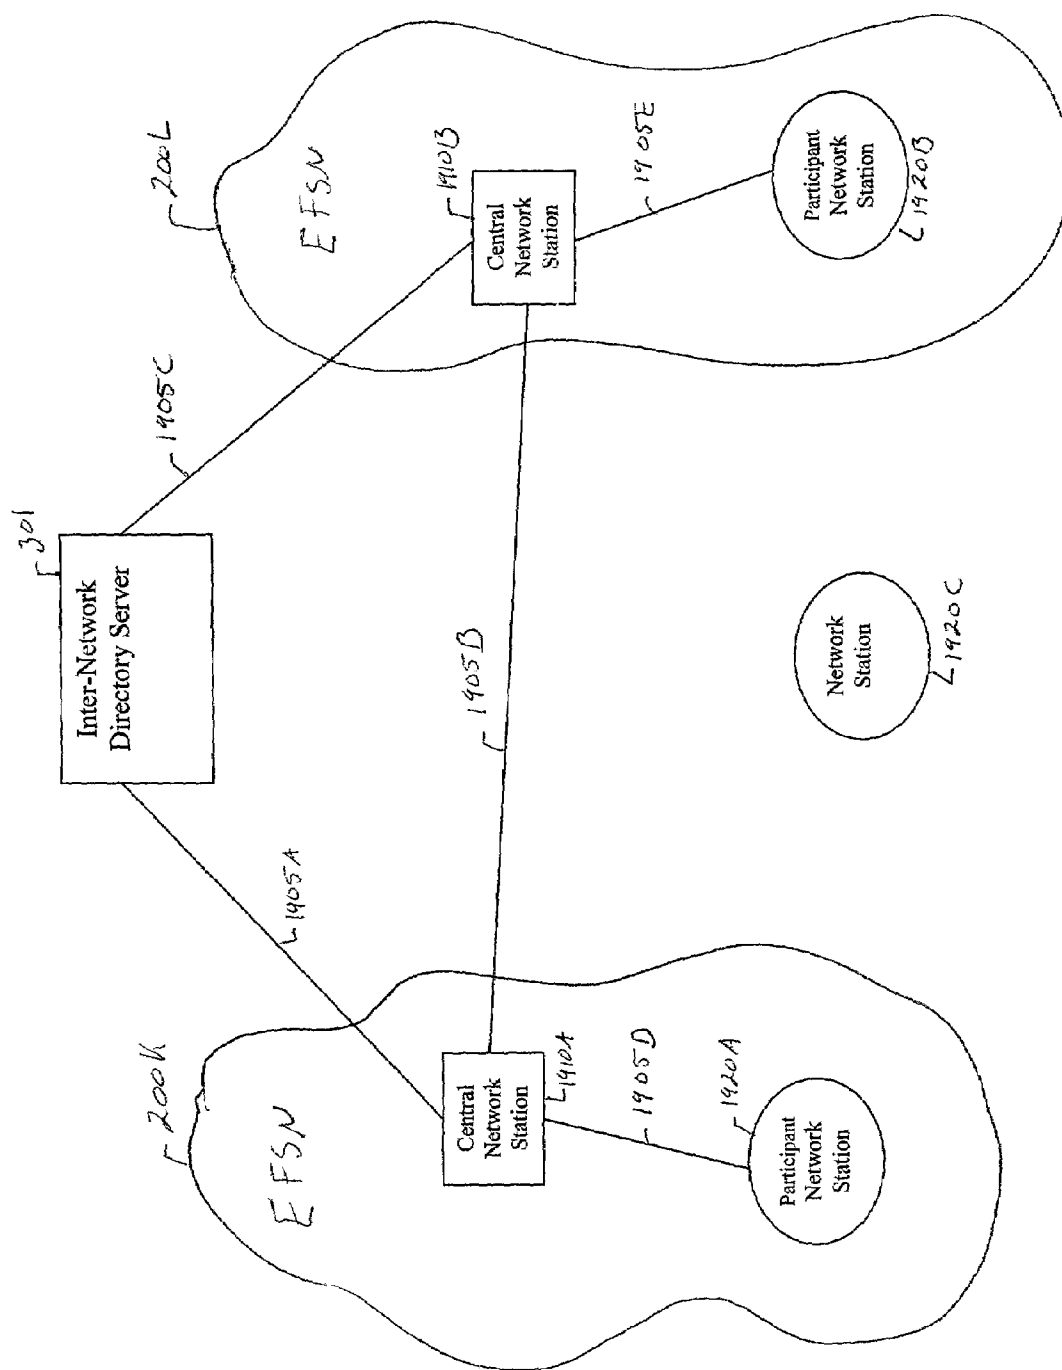 301
Inter-Network
Directory Server
1905A
1905C
200K
EFSN
200L
EFSN
Central
Network
Station
1910A
1905B
Central
Network
Station
1910B
1905D
1905E
Participant
Network
Station
1920A
Network
Station
1920C
Participant
Network
Station
1920B